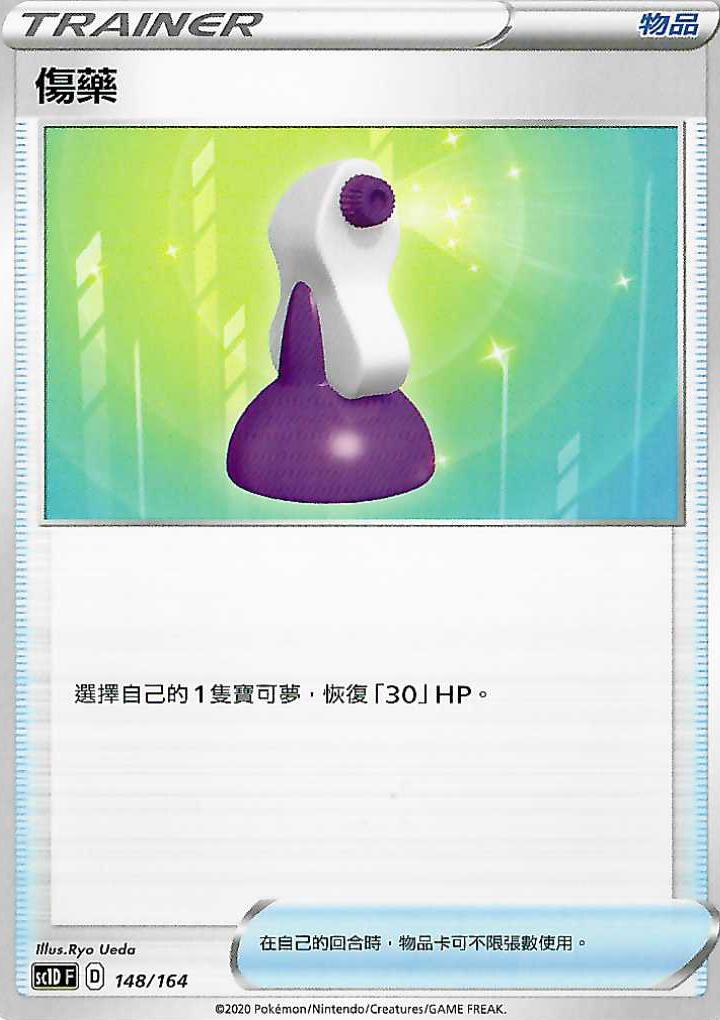 TRAINER
物品
傷藥
選擇自己的1隻寶可夢，恢復「30」HP。
在自己的回合時，物品卡可不限張數使用。
Illus.Ryo Ueda
sc1D F D 148/164
©2020 Pokémon/Nintendo/Creatures/GAME FREAK.